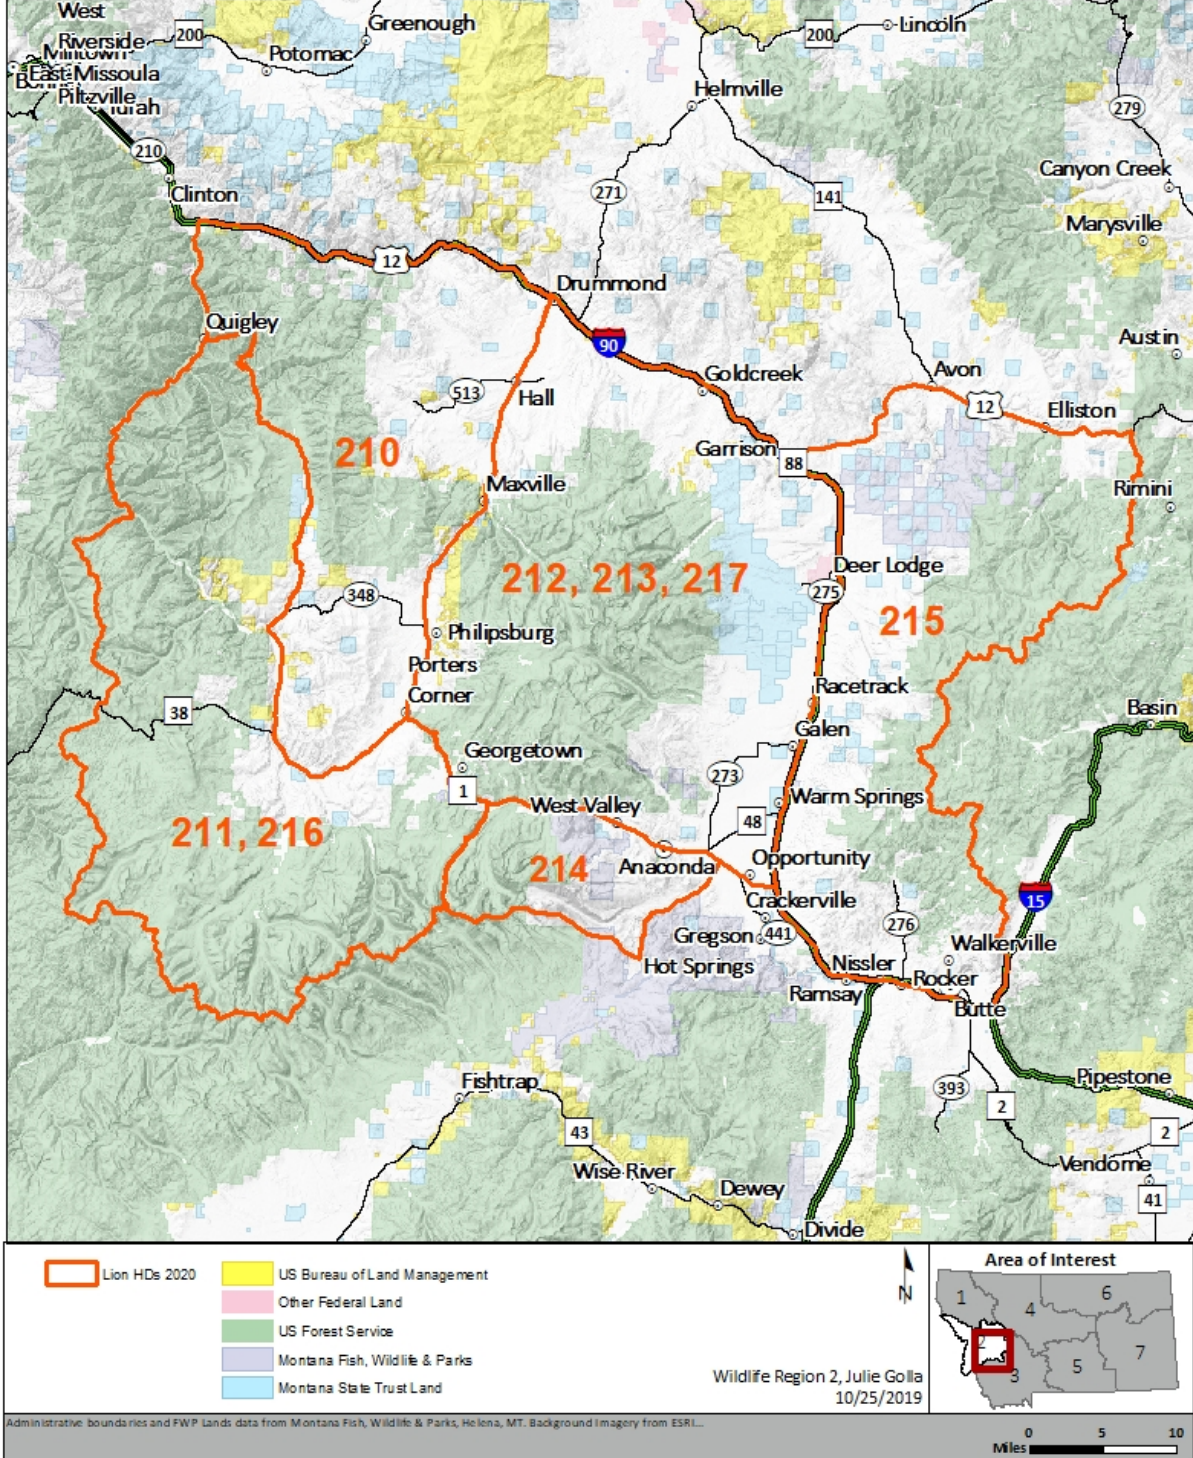 West
Riverside
Milltown
East Missoula
Piltzville
Turah
200
Potomac
Greenough
200
Lincoln
Helmville
279
210
Clinton
271
141
Canyon Creek
Marysville
12
Drummond
Quigley
90
Austin
Goldcreek
Avon
513
Hall
12
Elliston
210
Garrison
88
Maxville
Rimini
212, 213, 217
Deer Lodge
275
348
215
Philipsburg
Porters
Corner
Racetrack
38
Basin
Galen
Georgetown
273
1
West Valley
Warm Springs
48
211, 216
214
Anaconda
Opportunity
Crackerville
15
276
Gregson
441
Walkerville
Hot Springs
Nissler
Rocker
Ramsay
Butte
Fishtrap
393
Pipestone
2
43
2
Vendome
Wise River
Dewey
41
Divide
Lion HDs 2020
US Bureau of Land Management
Other Federal Land
US Forest Service
Montana Fish, Wildlife & Parks
Montana State Trust Land
N
Wildlife Region 2, Julie Golla
10/25/2019
Area of Interest
1
4
6
2
3
5
7
Administrative boundaries and FWP Lands data from Montana Fish, Wildlife & Parks, Helena, MT. Background Imagery from ESRI...
0 5 10
Miles